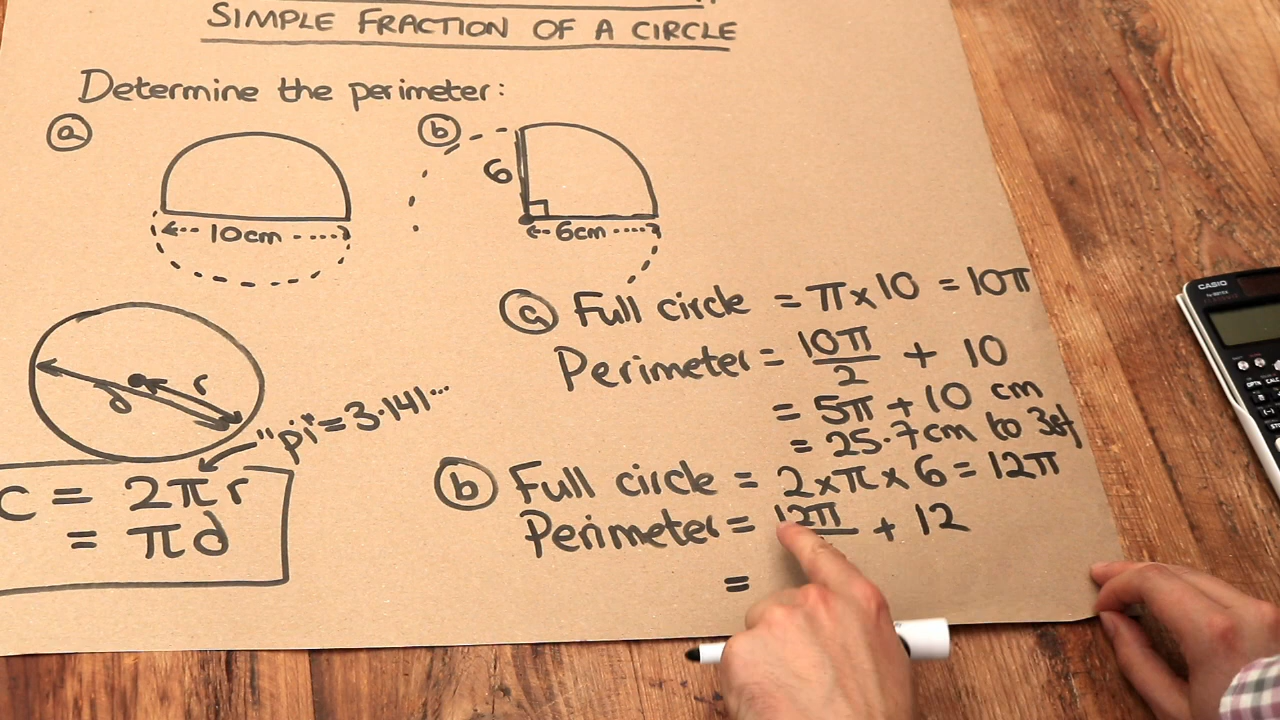 SIMPLE FRACTION OF A CIRCLE
Determine the perimeter:
a
b
6
10cm
6cm
d
r
"pi" = 3.141...
C = 2πr
= πd
a Full circle = π×10 = 10π
Perimeter = 10π/2 + 10
= 5π + 10 cm
= 25.7cm to 3sf
b Full circle = 2×π×6 = 12π
Perimeter = 12π + 12
=
CASIO